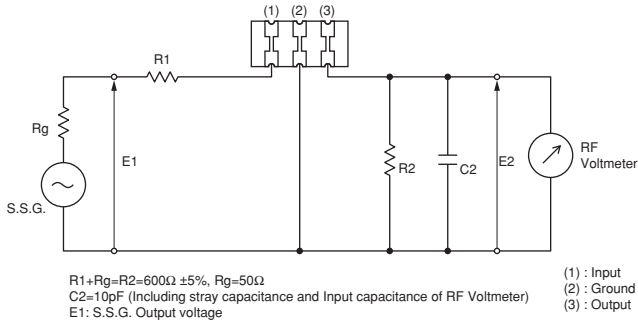 (1) (2) (3)
R1
Rg
E1
R2
C2
E2
RF
Voltmeter
S.S.G.
R1+Rg=R2=600Ω ±5%, Rg=50Ω
C2=10pF (Including stray capacitance and Input capacitance of RF Voltmeter)
E1: S.S.G. Output voltage
(1) : Input
(2) : Ground
(3) : Output